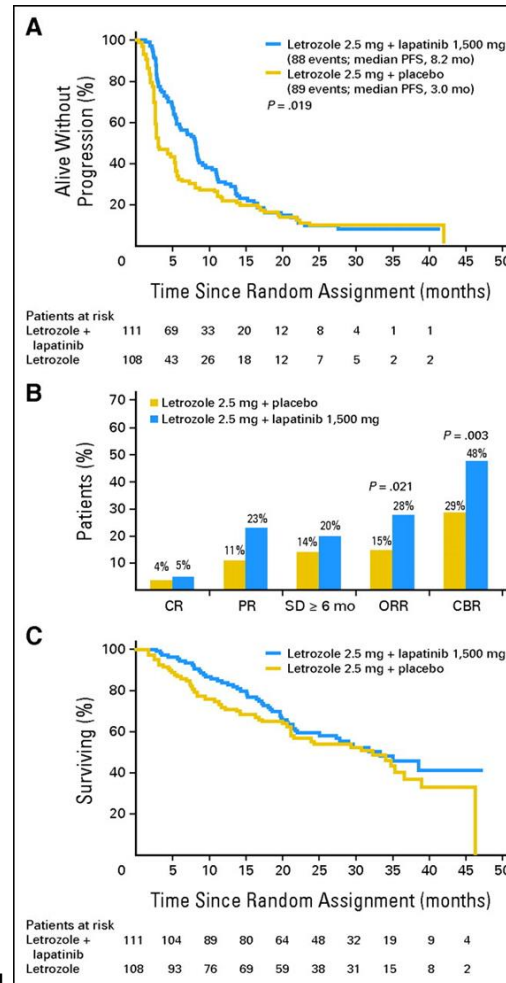 A
Letrozole 2.5 mg + lapatinib 1,500 mg
(88 events; median PFS, 8.2 mo)
Letrozole 2.5 mg + placebo
(89 events; median PFS, 3.0 mo)
P = .019
Alive Without
Progression (%)
100
80
60
40
20
0 5 10 15 20 25 30 35 40 45 50
Time Since Random Assignment (months)
Patients at risk
Letrozole + lapatinib 111 69 33 20 12 8 4 1 1
Letrozole 108 43 26 18 12 7 5 2 2
B
Letrozole 2.5 mg + placebo
Letrozole 2.5 mg + lapatinib 1,500 mg
Patients (%)
70
60
50
40
30
20
10
4% 5% 11% 23% 14% 20% 15% 28% 29% 48%
P = .021
P = .003
CR PR SD ≥ 6 mo ORR CBR
C
Letrozole 2.5 mg + lapatinib 1,500 mg
Letrozole 2.5 mg + placebo
Surviving (%)
100
80
60
40
20
0 5 10 15 20 25 30 35 40 45 50
Time Since Random Assignment (months)
Patients at risk
Letrozole + lapatinib 111 104 89 80 64 48 32 19 9 4
Letrozole 108 93 76 69 59 38 31 15 8 2